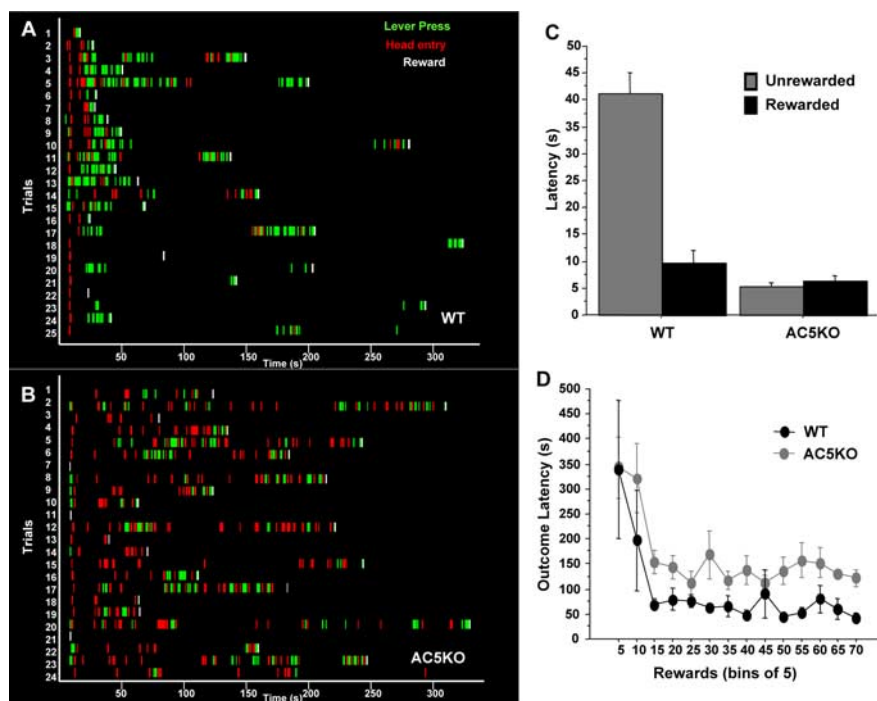 A
Lever Press
Head entry
Reward
Trials
1
2
3
4
5
6
7
8
9
10
11
12
13
14
15
16
17
18
19
20
21
22
23
24
25
WT
50 100 150 200 250 300
Time (s)
B
Trials
1
2
3
4
5
6
7
8
9
10
11
12
13
14
15
16
17
18
19
20
21
22
23
24
AC5KO
50 100 150 200 250 300
Time (s)
C
Latency (s)
50
45
40
35
30
25
20
15
10
5
0
Unrewarded
Rewarded
WT AC5KO
D
Outcome Latency (s)
500
450
400
350
300
250
200
150
100
50
0
WT
AC5KO
5 10 15 20 25 30 35 40 45 50 55 60 65 70
Rewards (bins of 5)